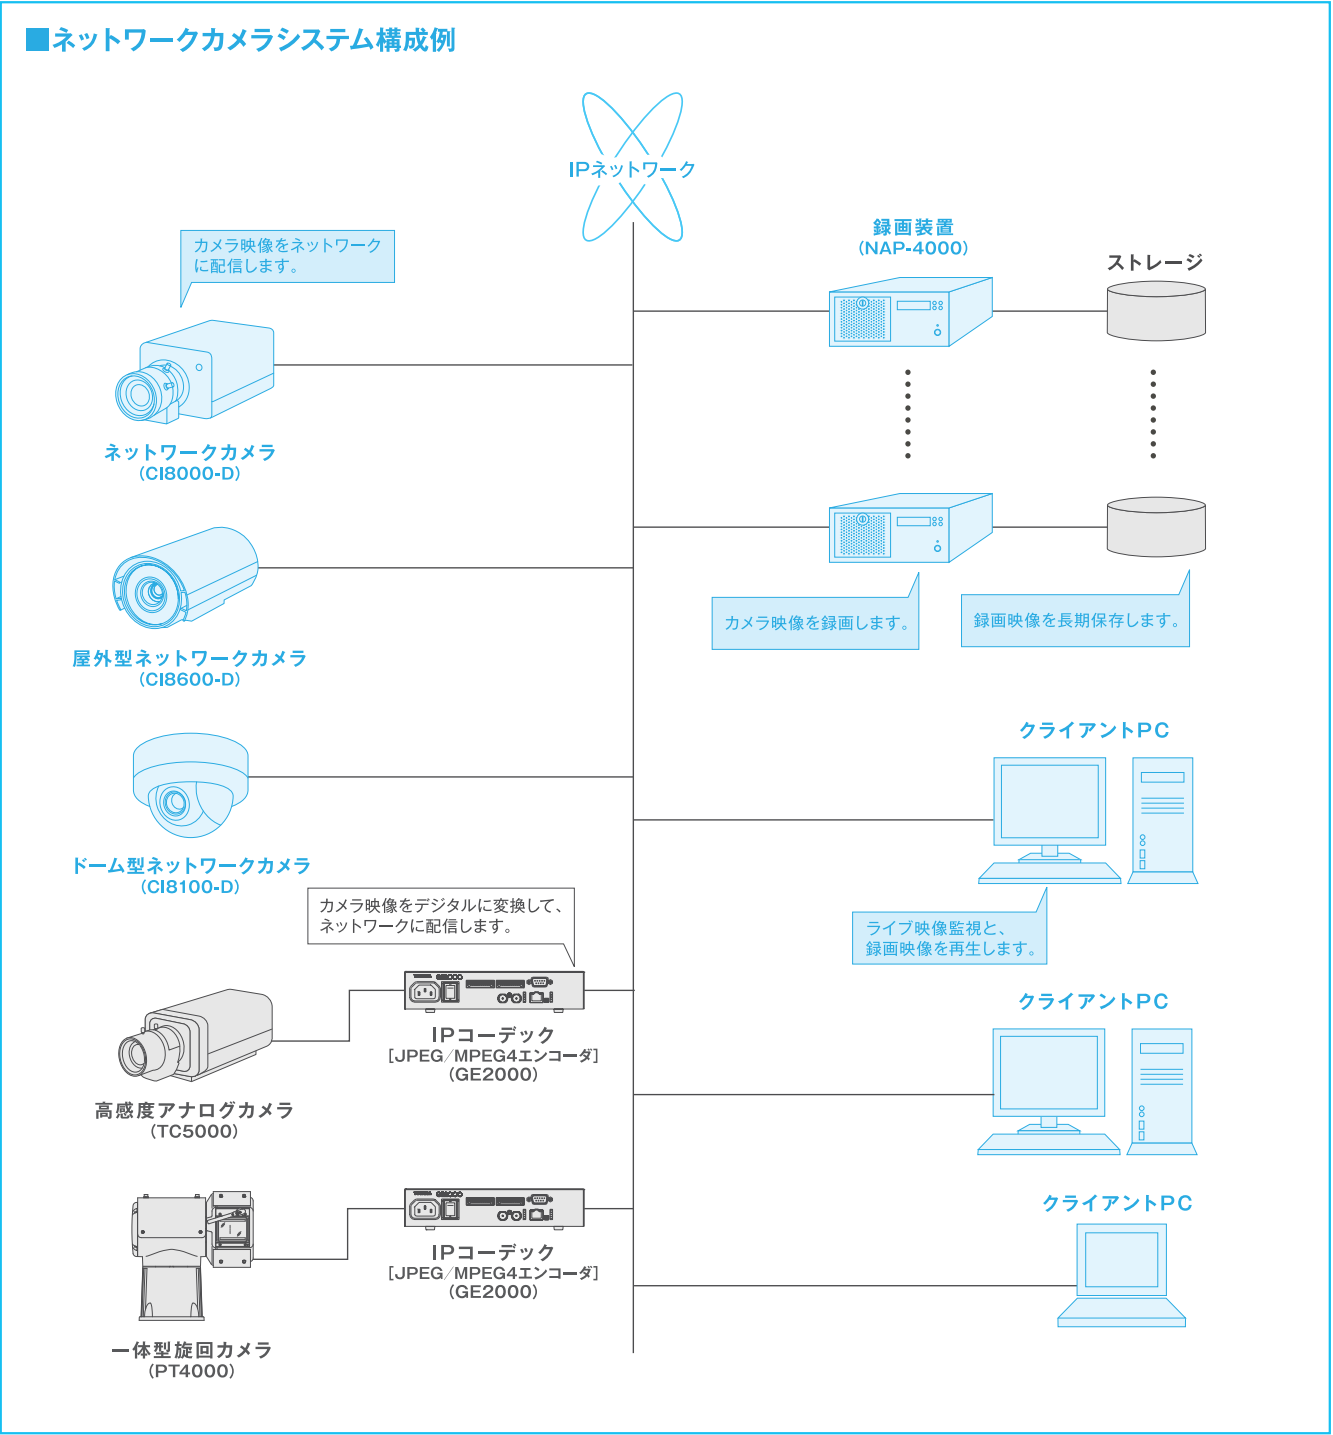 ■ネットワークカメラシステム構成例
IPネットワーク
カメラ映像をネットワーク
に配信します。
ネットワークカメラ
(CI8000-D)
屋外型ネットワークカメラ
(CI8600-D)
ドーム型ネットワークカメラ
(CI8100-D)
カメラ映像をデジタルに変換して、
ネットワークに配信します。
IPコーデック
[JPEG/MPEG4エンコーダ]
(GE2000)
高感度アナログカメラ
(TC5000)
IPコーデック
[JPEG/MPEG4エンコーダ]
(GE2000)
一体型旋回カメラ
(PT4000)
録画装置
(NAP-4000)
ストレージ
カメラ映像を録画します。
録画映像を長期保存します。
クライアントPC
ライブ映像監視と、
録画映像を再生します。
クライアントPC
クライアントPC